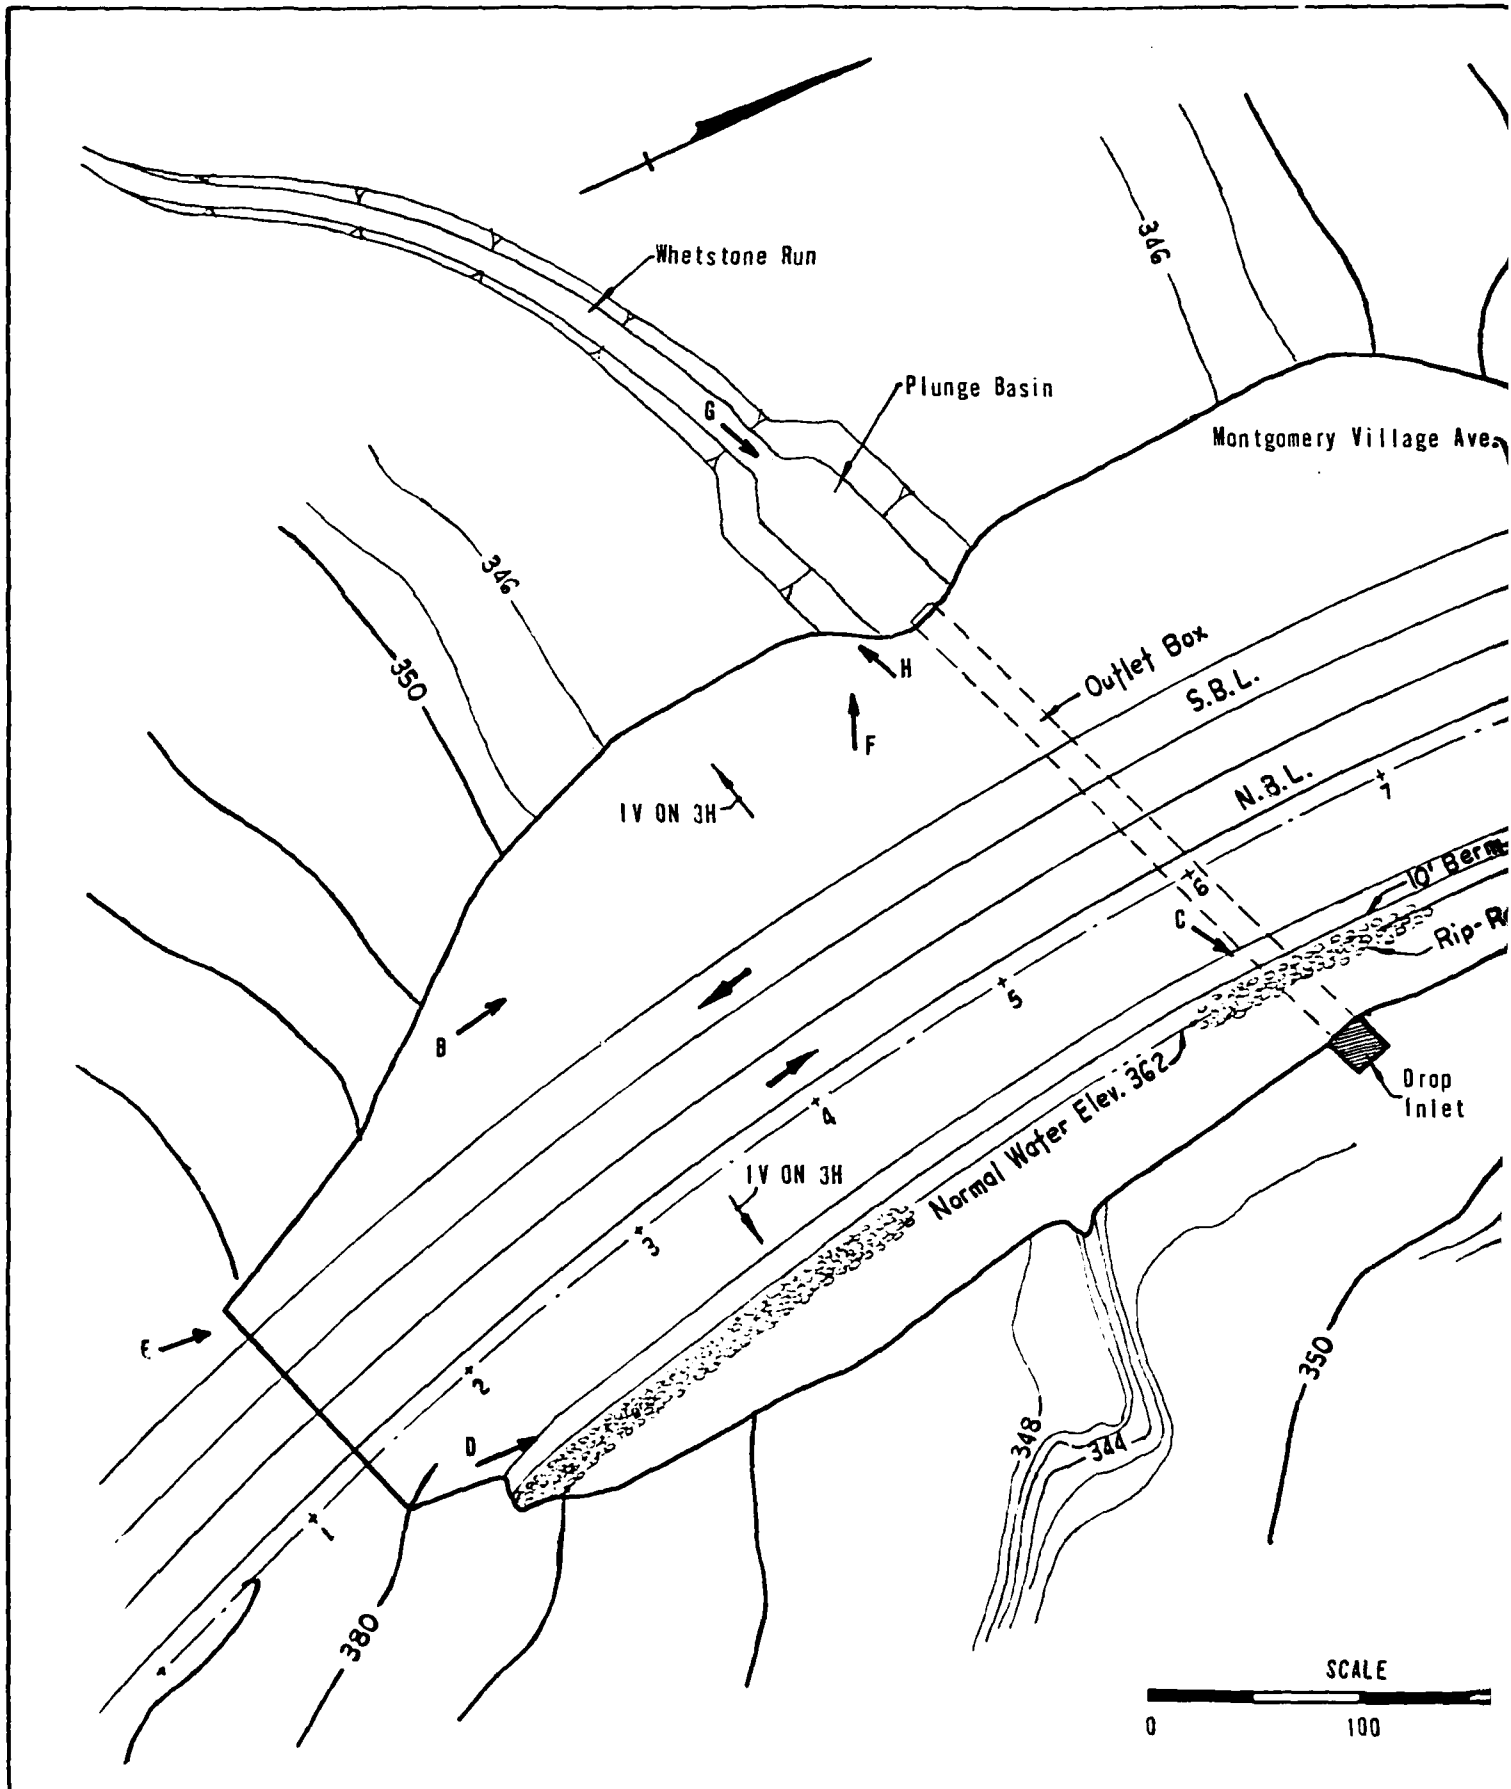 Whetstone Run
346
Plunge Basin
G
Montgomery Village Ave.
346
350
Outlet Box
S.B.L.
H
F
1V ON 3H
N.B.L.
7
10' Berm
6
C
Rip-R
5
B
Normal Water Elev. 362
4
Drop
Inlet
1V ON 3H
3
E
2
350
D
348
344
1
380
SCALE
0
100